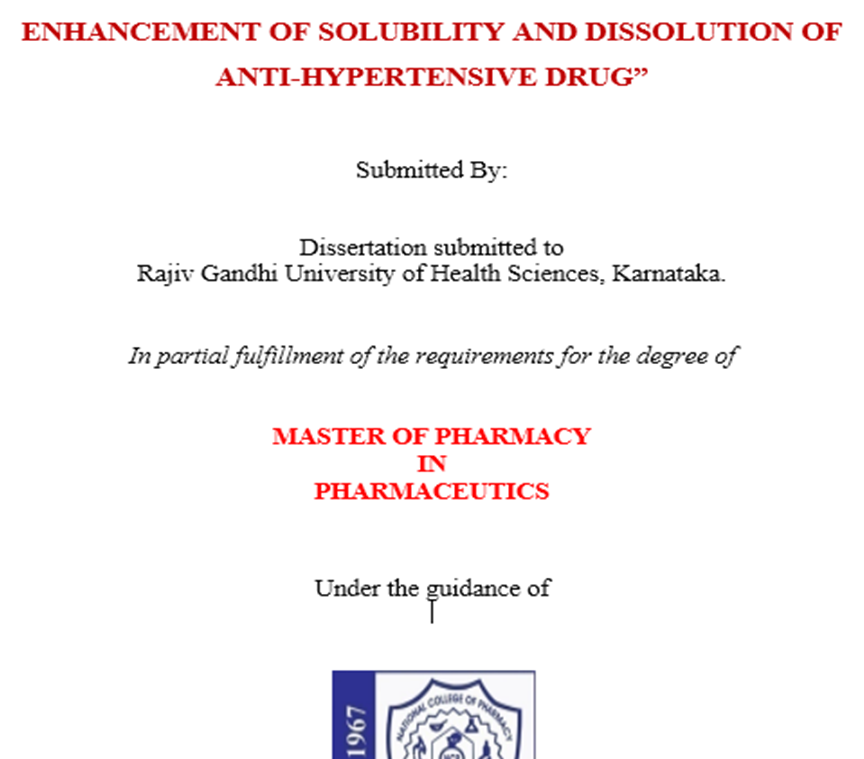 ENHANCEMENT OF SOLUBILITY AND DISSOLUTION OF
ANTI-HYPERTENSIVE DRUG”
Submitted By:
Dissertation submitted to
Rajiv Gandhi University of Health Sciences, Karnataka.
In partial fulfillment of the requirements for the degree of
MASTER OF PHARMACY
IN
PHARMACEUTICS
Under the guidance of
1967
NATIONAL COLLEGE OF PHARMACY
NCP